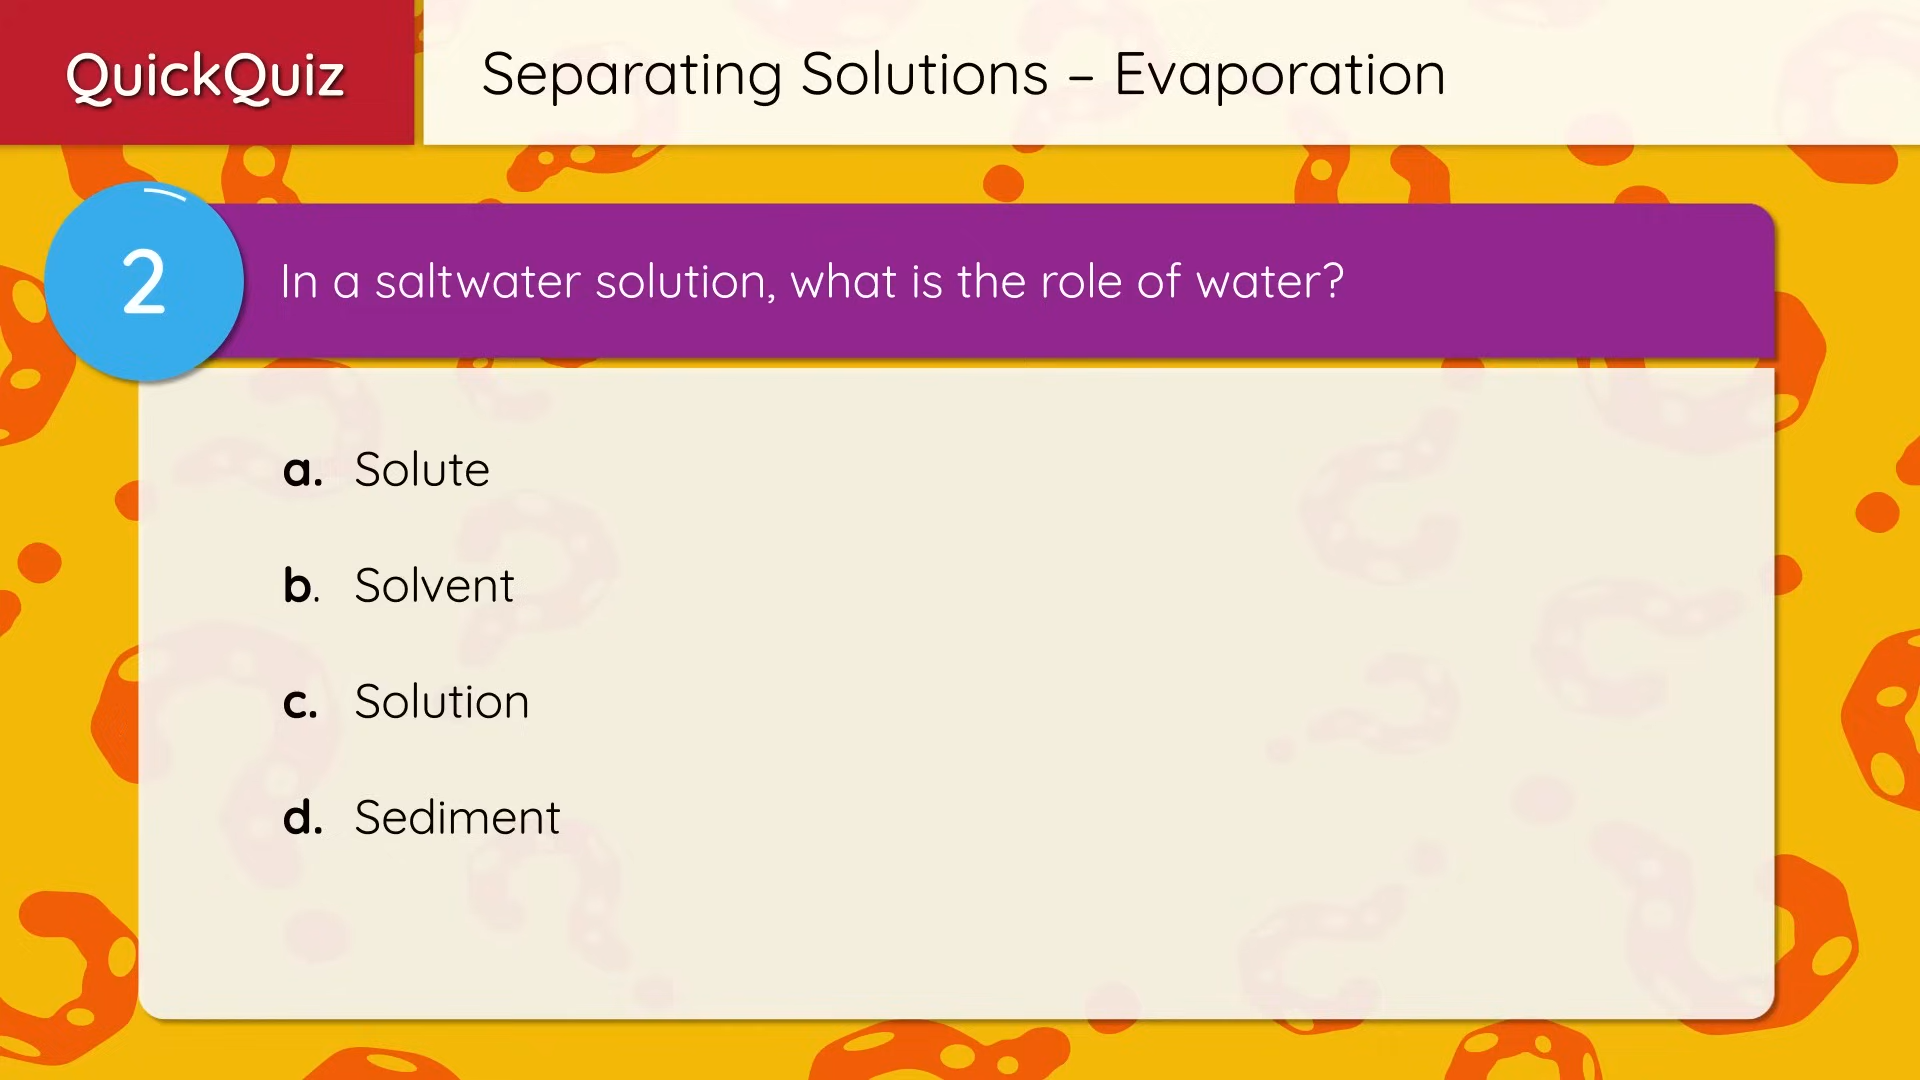 QuickQuiz
Separating Solutions – Evaporation
2
In a saltwater solution, what is the role of water?
a. Solute
b. Solvent
c. Solution
d. Sediment